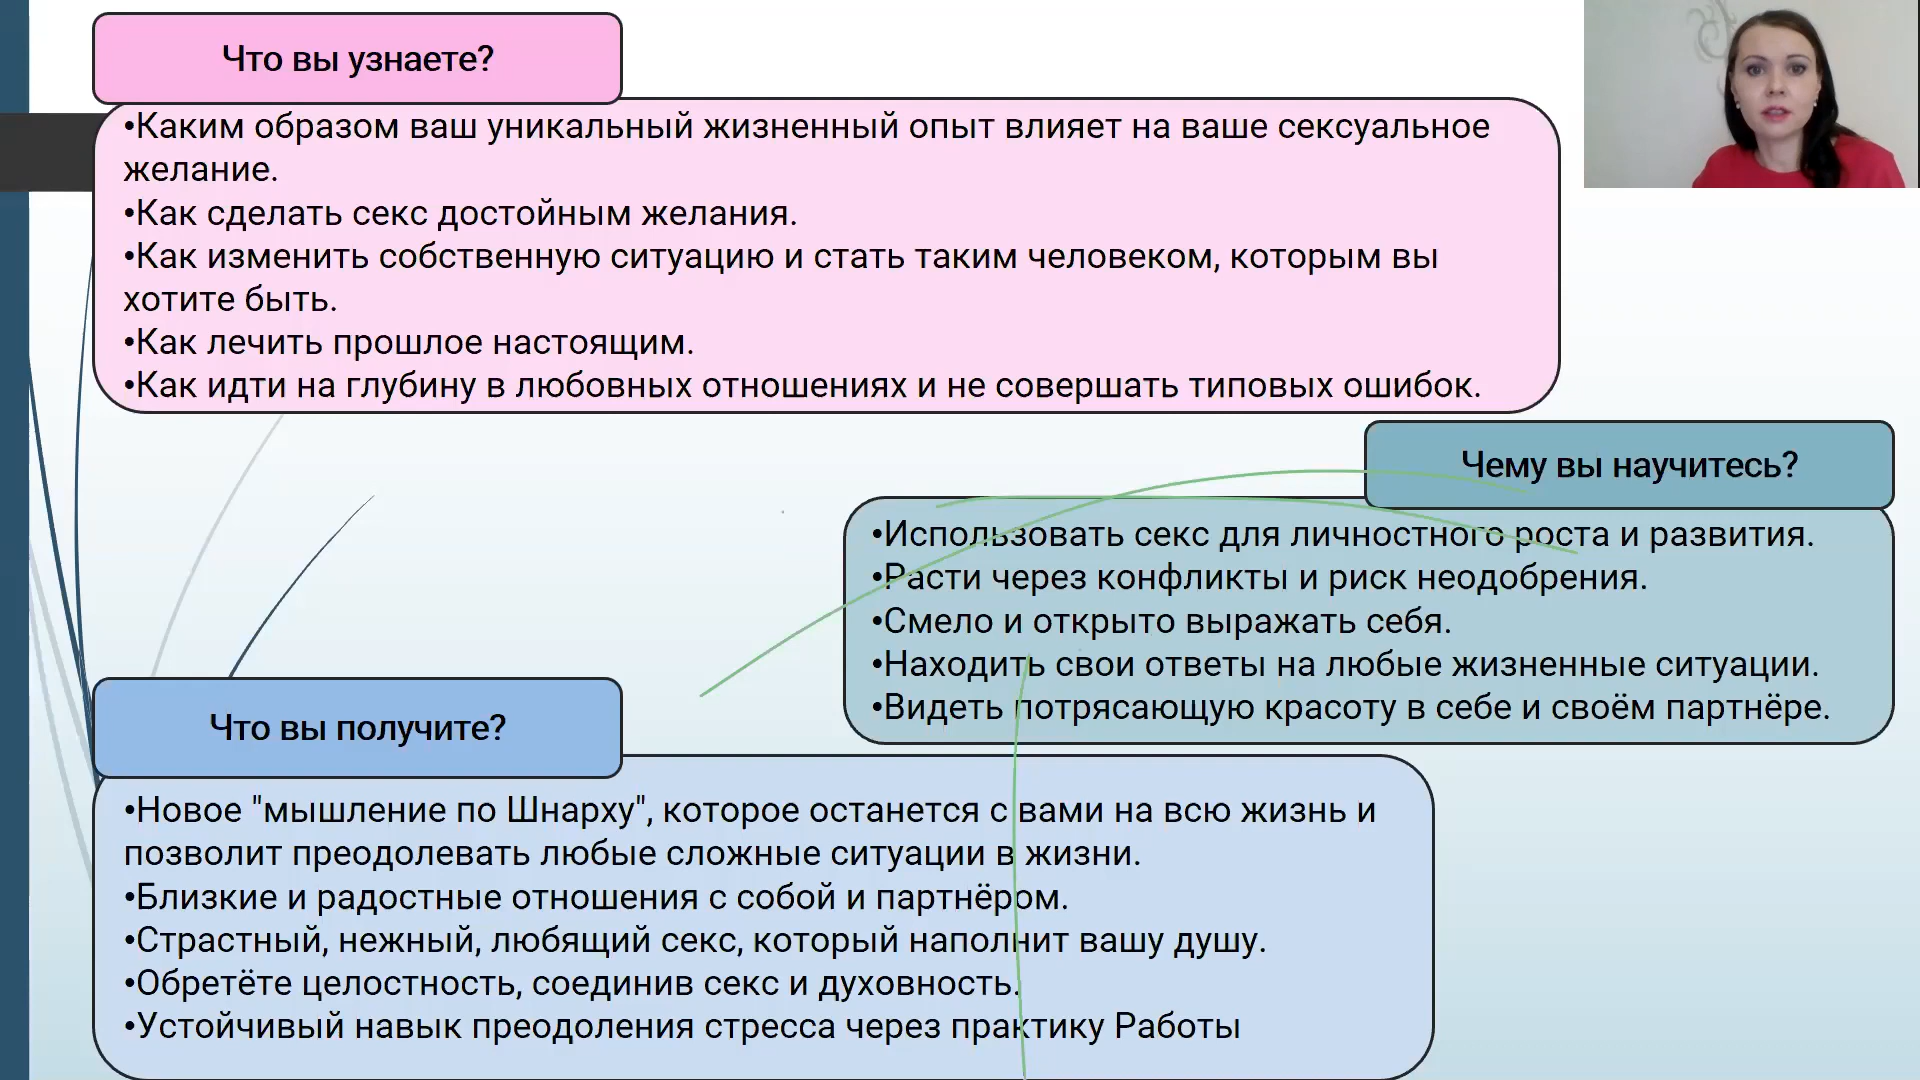 Что вы узнаете?
•Каким образом ваш уникальный жизненный опыт влияет на ваше сексуальное
желание.
•Как сделать секс достойным желания.
•Как изменить собственную ситуацию и стать таким человеком, которым вы
хотите быть.
•Как лечить прошлое настоящим.
•Как идти на глубину в любовных отношениях и не совершать типовых ошибок.
Чему вы научитесь?
•Использовать секс для личностного роста и развития.
•Расти через конфликты и риск неодобрения.
•Смело и открыто выражать себя.
•Находить свои ответы на любые жизненные ситуации.
•Видеть потрясающую красоту в себе и своём партнёре.
Что вы получите?
•Новое "мышление по Шнарху", которое останется с вами на всю жизнь и
позволит преодолевать любые сложные ситуации в жизни.
•Близкие и радостные отношения с собой и партнёром.
•Страстный, нежный, любящий секс, который наполнит вашу душу.
•Обретёте целостность, соединив секс и духовность.
•Устойчивый навык преодоления стресса через практику Работы